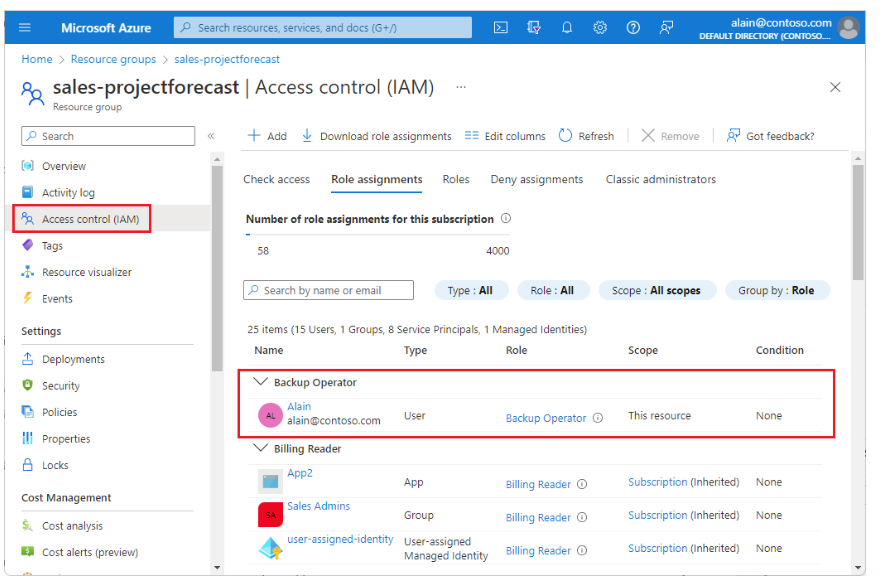 Microsoft Azure
Search resources, services, and docs (G+/)
alain@contoso.com
DEFAULT DIRECTORY (CONTOSO....
Home > Resource groups > sales-projectforecast
sales-projectforecast | Access control (IAM) ...
Resource group
Search
Add Download role assignments Edit columns Refresh Remove Got feedback?
Overview
Activity log
Access control (IAM)
Tags
Resource visualizer
Events
Settings
Deployments
Security
Policies
Properties
Locks
Cost Management
Cost analysis
Cost alerts (preview)
Check access Role assignments Roles Deny assignments Classic administrators
Number of role assignments for this subscription
58 4000
Search by name or email Type : All Role : All Scope : All scopes Group by : Role
25 items (15 Users, 1 Groups, 8 Service Principals, 1 Managed Identities)
Name Type Role Scope Condition
Backup Operator
AL Alain
alain@contoso.com User Backup Operator This resource None
Billing Reader
App2 App Billing Reader Subscription (Inherited) None
SA Sales Admins Group Billing Reader Subscription (Inherited) None
user-assigned-identity User-assigned
Managed Identity Billing Reader Subscription (Inherited) None